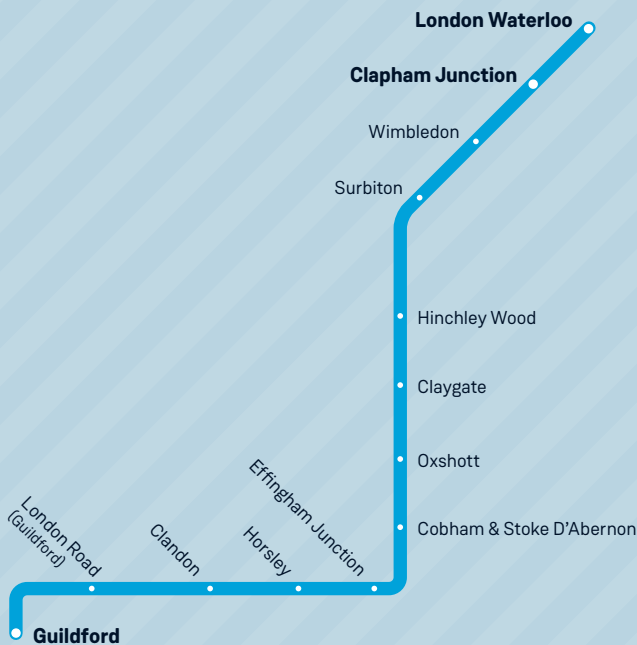 London Waterloo
Clapham Junction
Wimbledon
Surbiton
Hinchley Wood
Claygate
Oxshott
Cobham & Stoke D’Abernon
Effingham Junction
Horsley
Clandon
London Road
(Guildford)
Guildford